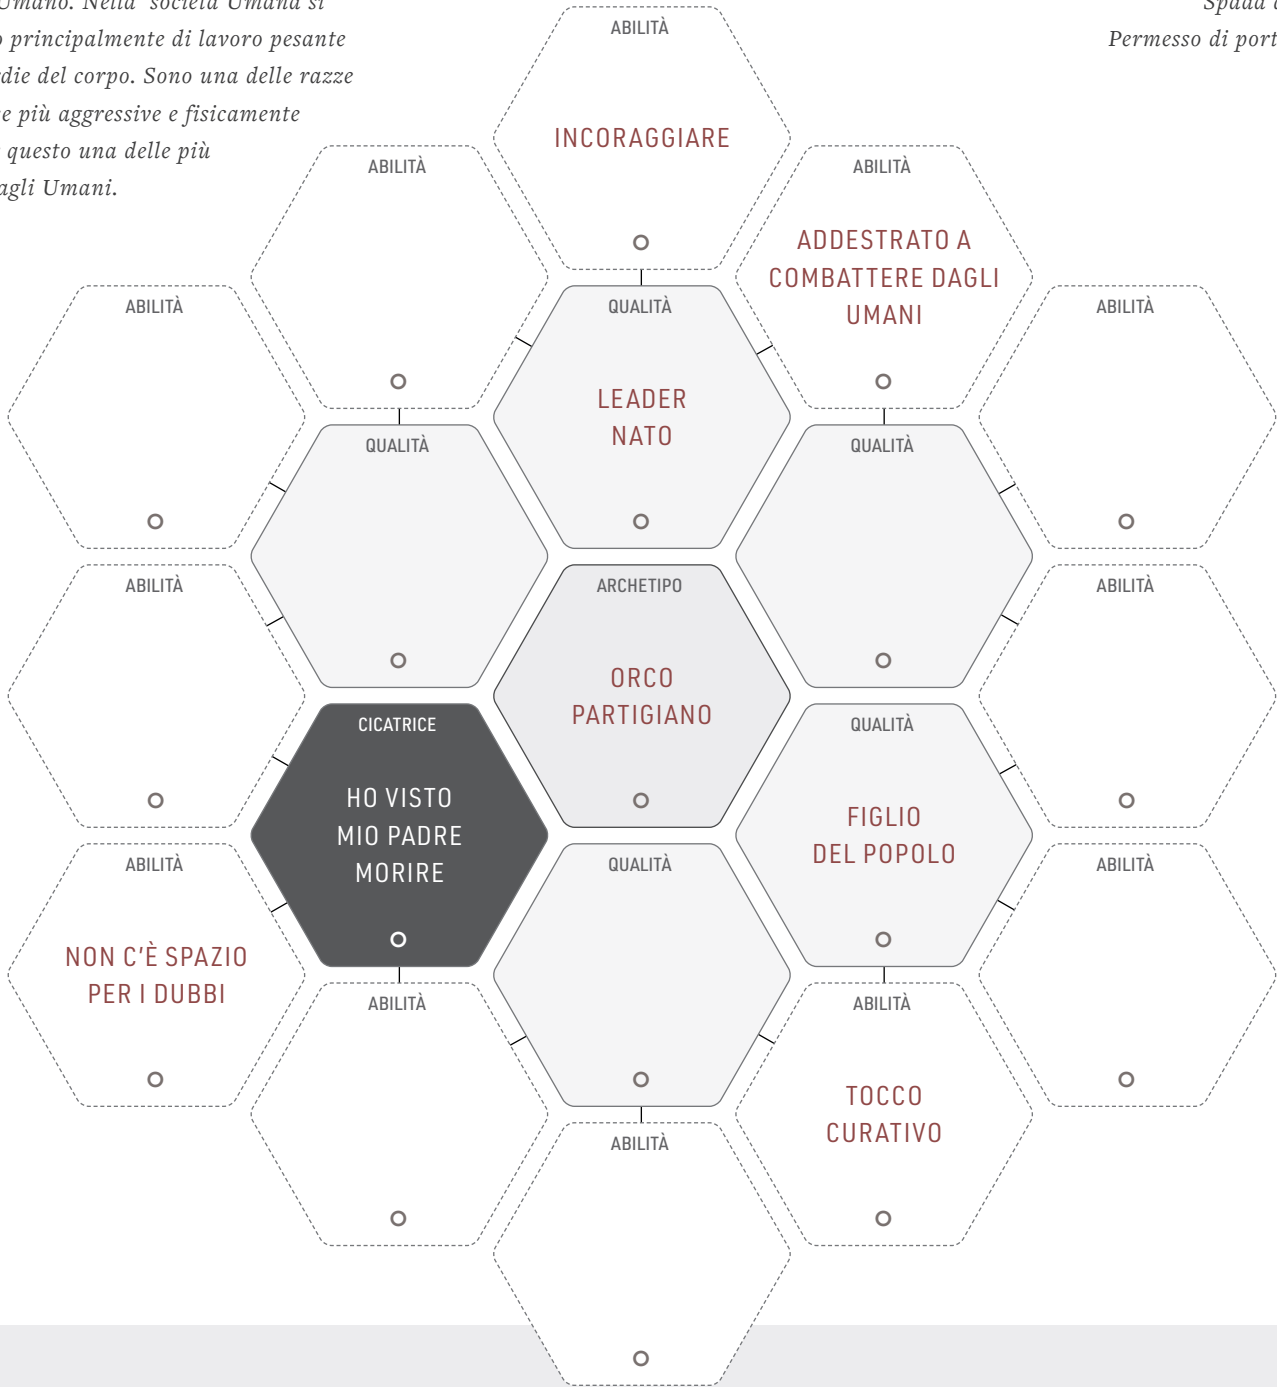 Umano. Nella società Umana si
o principalmente di lavoro pesante
rdie del corpo. Sono una delle razze
e più aggressive e fisicamente
questo una delle più
agli Umani.
Spada
Permesso di port
ABILITÀ
INCORAGGIARE
ABILITÀ
ABILITÀ
ADDESTRATO A
COMBATTERE DAGLI
UMANI
ABILITÀ
QUALITÀ
LEADER
NATO
ABILITÀ
QUALITÀ
QUALITÀ
ABILITÀ
ARCHETIPO
ORCO
PARTIGIANO
ABILITÀ
CICATRICE
HO VISTO
MIO PADRE
MORIRE
QUALITÀ
FIGLIO
DEL POPOLO
ABILITÀ
NON C'È SPAZIO
PER I DUBBI
QUALITÀ
ABILITÀ
ABILITÀ
ABILITÀ
TOCCO
CURATIVO
ABILITÀ